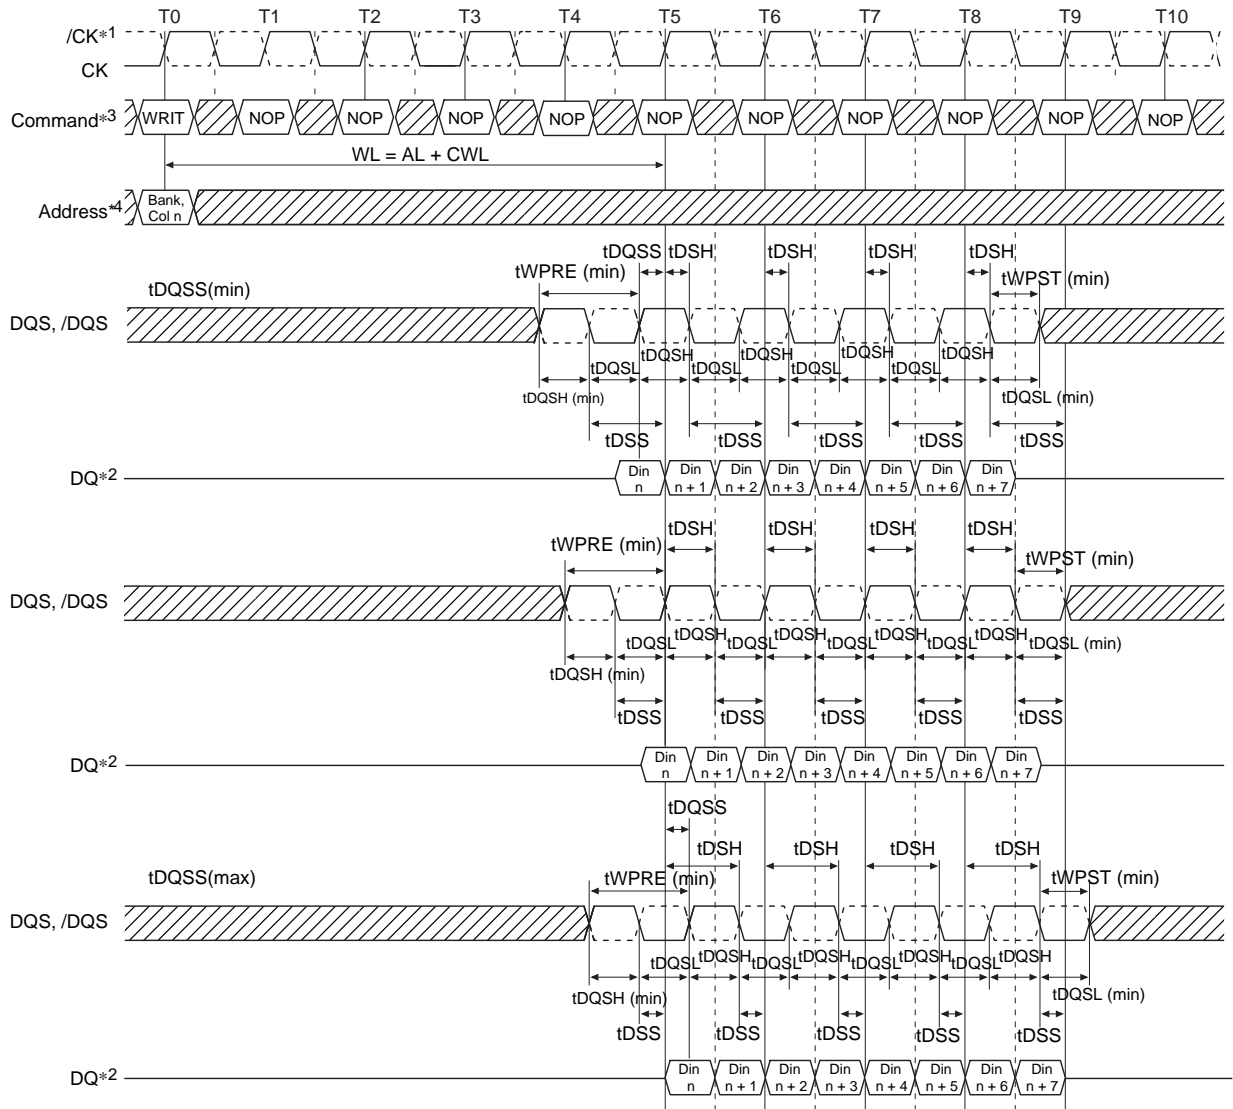 T0 T1 T2 T3 T4 T5 T6 T7 T8 T9 T10
/CK*1
CK
Command*3 WRIT NOP NOP NOP NOP NOP NOP NOP NOP NOP NOP
WL = AL + CWL
Address*4 Bank, Col n
tDQSS tDSH tDSH tDSH tDSH
tWPRE (min) tWPST (min)
tDQSS(min)
DQS, /DQS
tDQSH tDQSH tDQSH tDQSH
tDQSL tDQSL tDQSL tDQSL
tDQSH (min) tDQSL (min)
tDSS tDSS tDSS tDSS tDSS
DQ*2 Din n Din n + 1 Din n + 2 Din n + 3 Din n + 4 Din n + 5 Din n + 6 Din n + 7
tDSH tDSH tDSH tDSH
tWPRE (min) tWPST (min)
DQS, /DQS
tDQSL tDQSH tDQSL tDQSH tDQSL tDQSH tDQSL tDQSH tDQSL (min)
tDQSH (min)
tDSS tDSS tDSS tDSS tDSS
DQ*2 Din n Din n + 1 Din n + 2 Din n + 3 Din n + 4 Din n + 5 Din n + 6 Din n + 7
tDQSS
tDSH tDSH tDSH tDSH
tDQSS(max) tWPRE (min) tWPST (min)
DQS, /DQS
tDQSL tDQSH tDQSL tDQSH tDQSL tDQSH tDQSL tDQSH
tDQSH (min) tDQSL (min)
tDSS tDSS tDSS tDSS tDSS
DQ*2 Din n Din n + 1 Din n + 2 Din n + 3 Din n + 4 Din n + 5 Din n + 6 Din n + 7